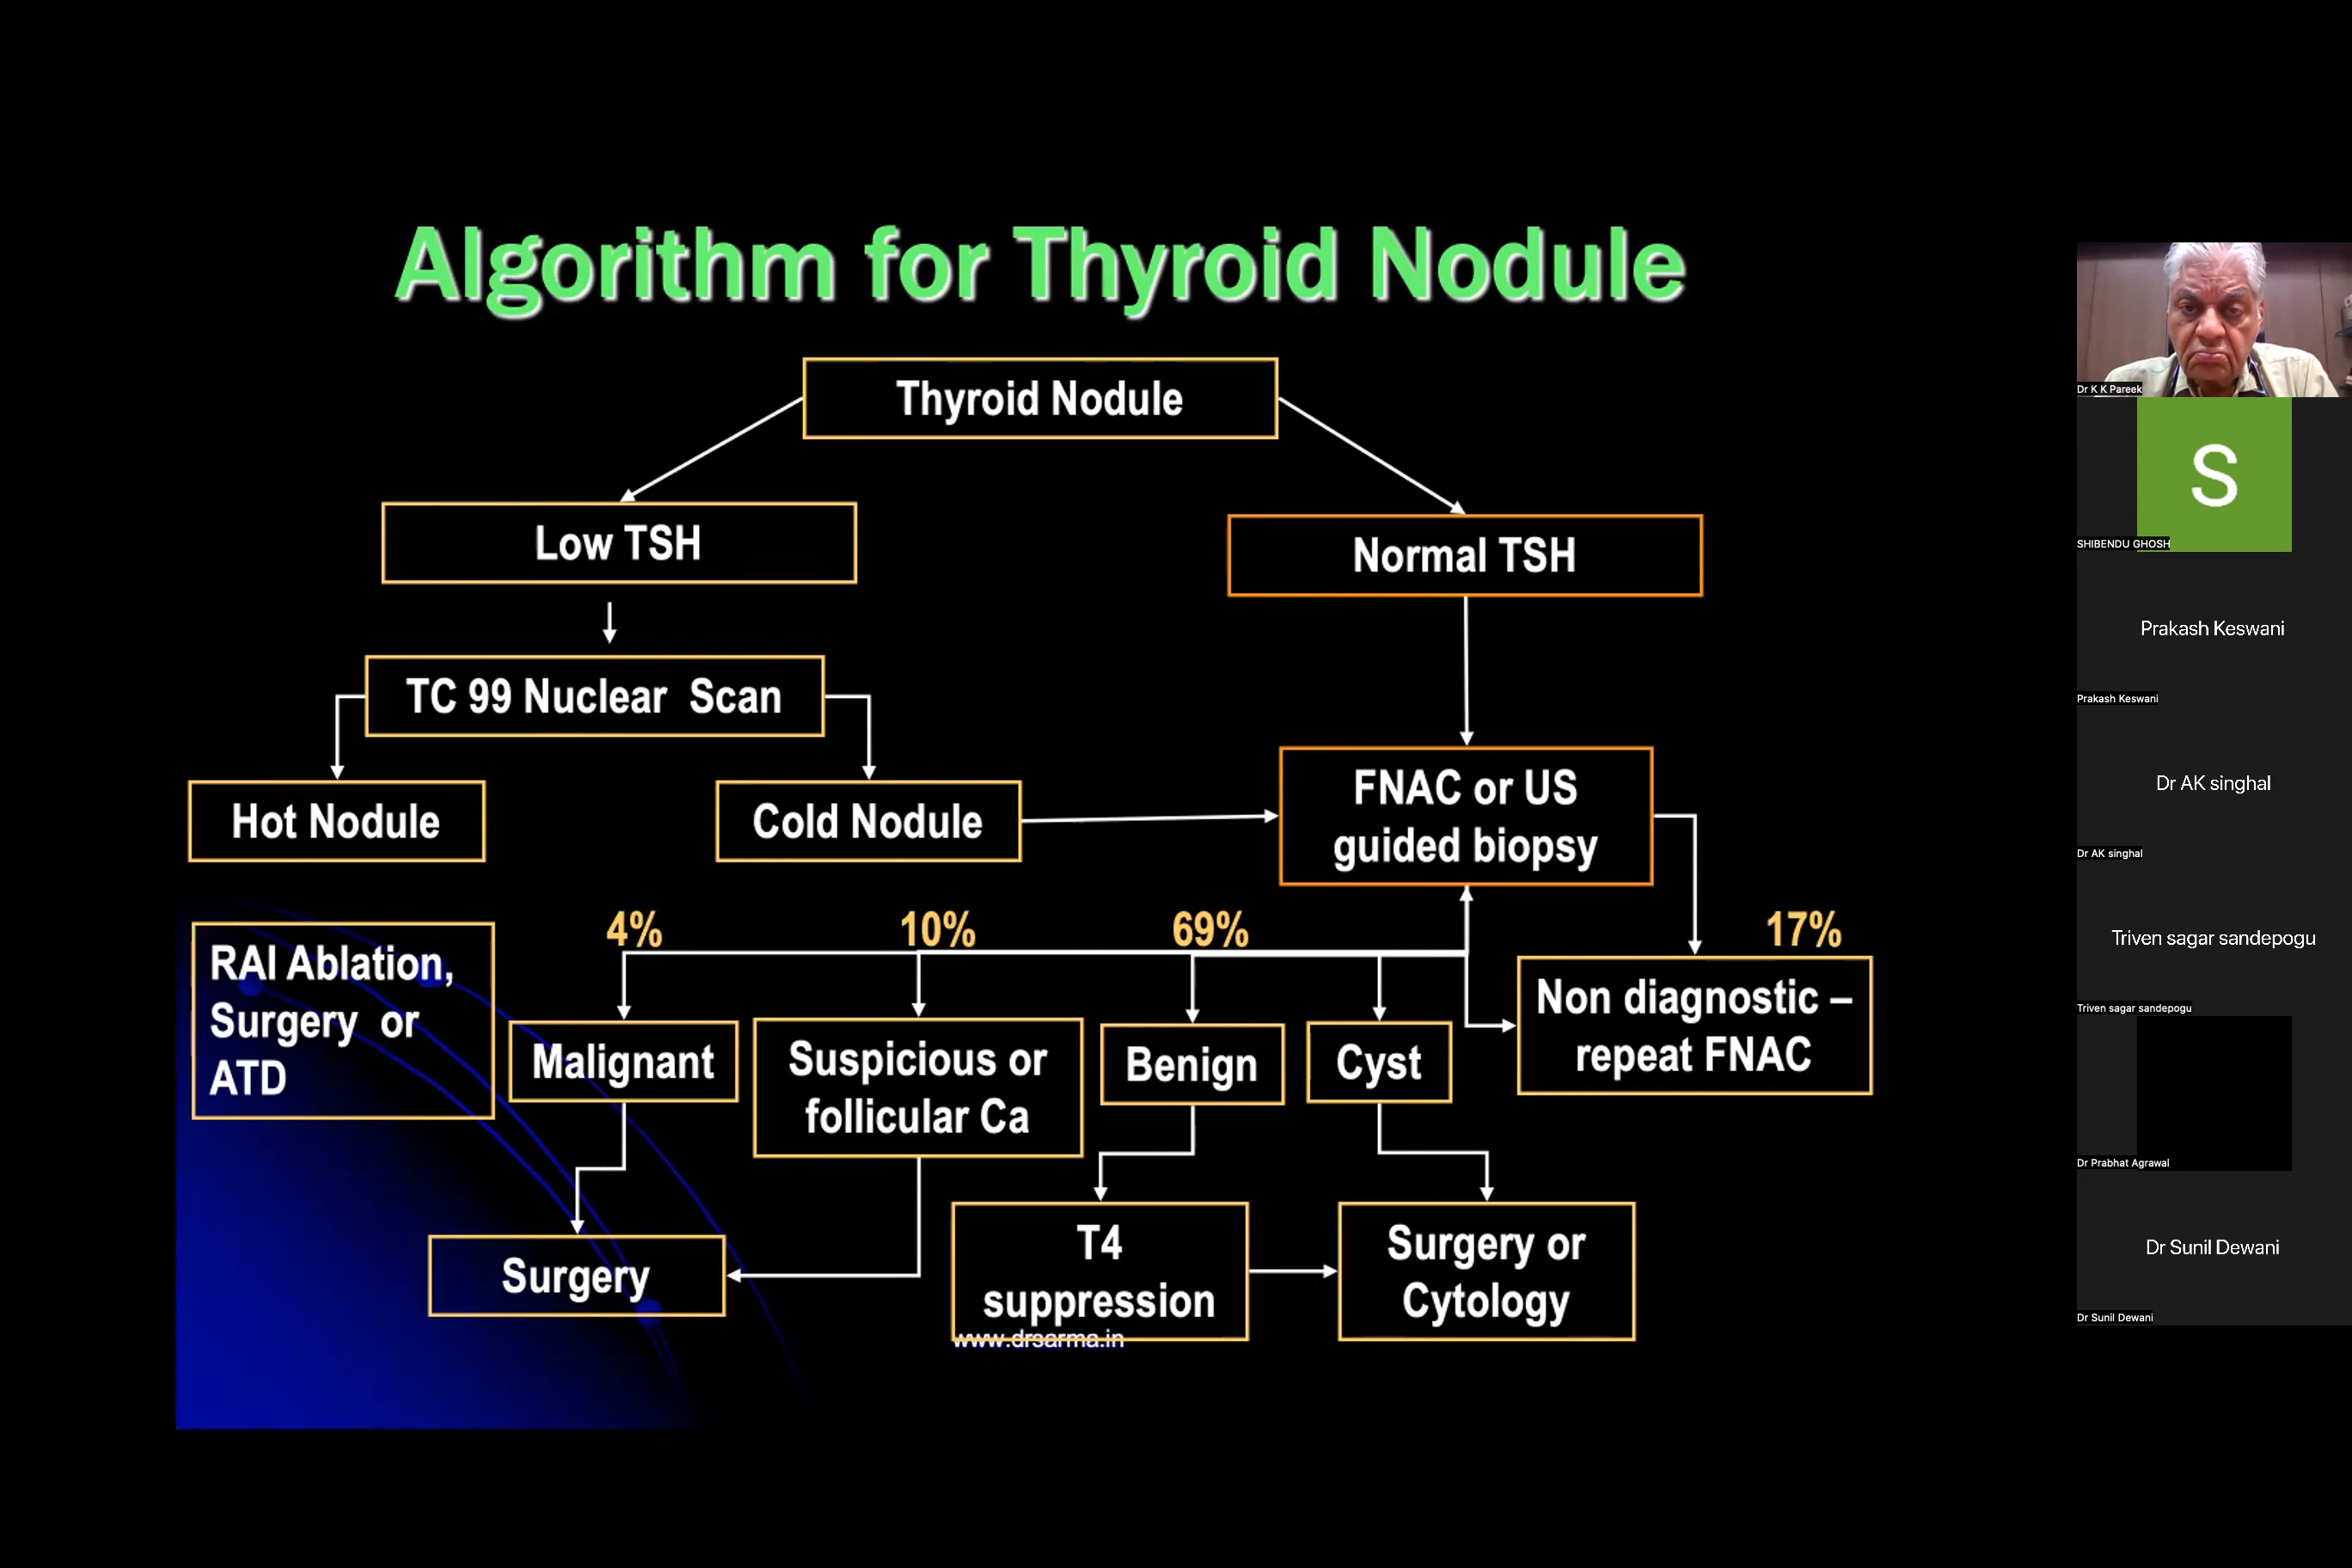 Algorithm for Thyroid Nodule
Thyroid Nodule
Low TSH
Normal TSH
TC 99 Nuclear Scan
Hot Nodule
Cold Nodule
FNAC or US
guided biopsy
4%
10%
69%
17%
RAI Ablation,
Surgery or
ATD
Malignant
Suspicious or
follicular Ca
Benign
Cyst
Non diagnostic –
repeat FNAC
Surgery
T4
suppression
Surgery or
Cytology
www.drsarma.in
Dr K K Pareek
S
SHIBENDU GHOSH
Prakash Keswani
Prakash Keswani
Dr AK singhal
Dr AK singhal
Triven sagar sandepogu
Triven sagar sandepogu
Dr Prabhat Agrawal
Dr Sunil Dewani
Dr Sunil Dewani